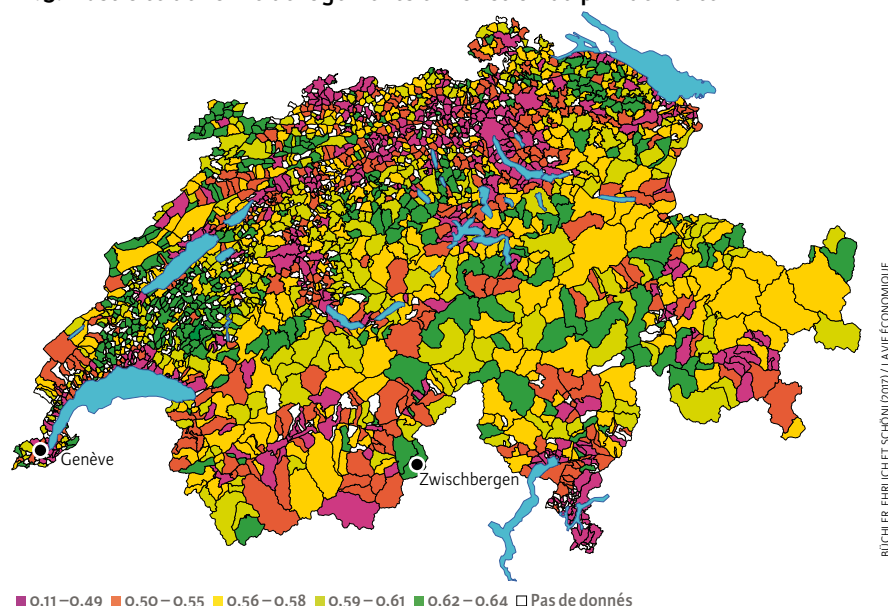 Genève
Zwischbergen
BÜCHLER, EHRLICH ET SCHÖNI (2017) / LA VIE ÉCONOMIQUE
0,11 – 0,49 0,50 – 0,55 0,56 – 0,58 0,59 – 0,61 0,62 – 0,64 Pas de donnés